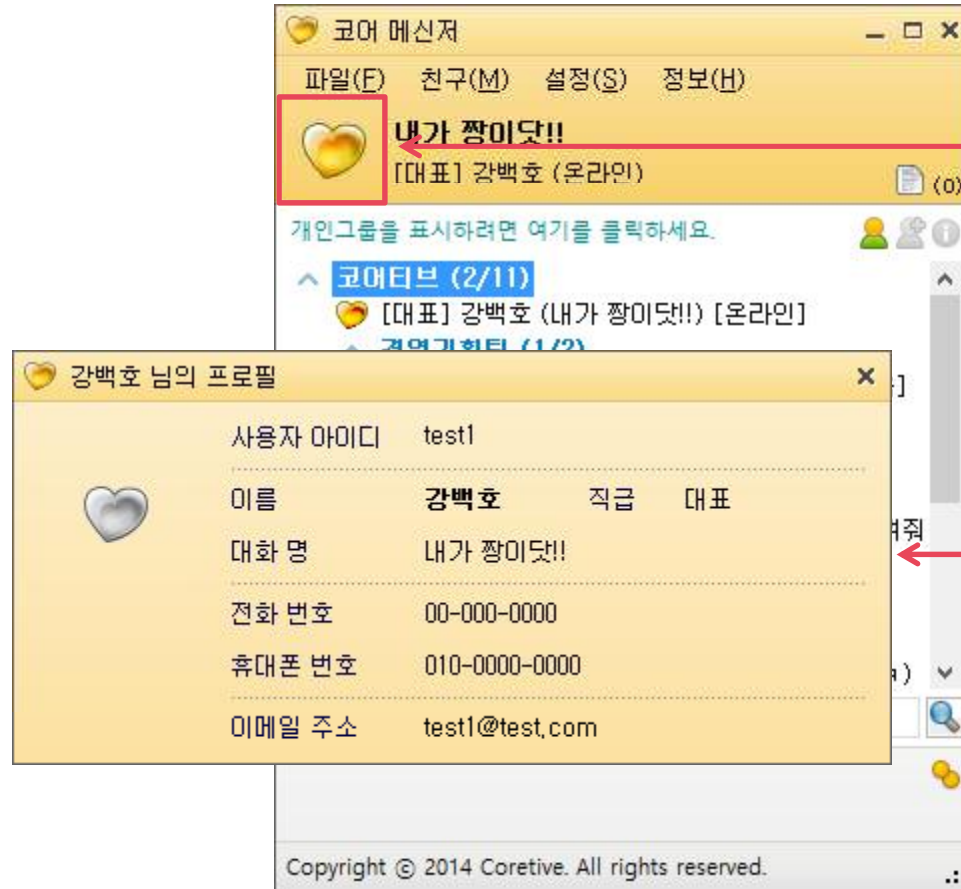 코어 메신저
파일(F) 친구(M) 설정(S) 정보(H)
내가 짱이닷!!
[대표] 강백호 (온라인)
(0)
개인그룹을 표시하려면 여기를 클릭하세요.
코어티브 (2/11)
[대표] 강백호 (내가 짱이닷!!) [온라인]
(1/2)
강백호 님의 프로필
사용자 아이디 test1
이름 강백호 직급 대표
대화 명 내가 짱이닷!!
전화 번호 00-000-0000
휴대폰 번호 010-0000-0000
이메일 주소 test1@test.com
Copyright ⓒ 2014 Coretive. All rights reserved.